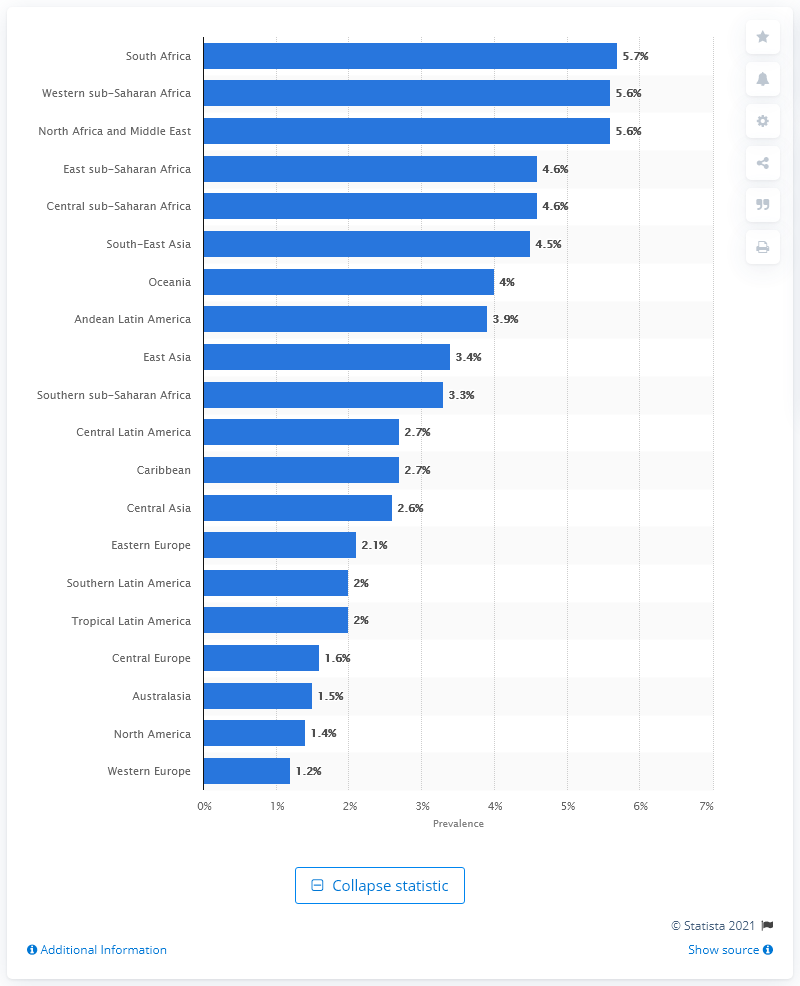 South Africa 5.7%
Western sub-Saharan Africa 5.6%
North Africa and Middle East 5.6%
East sub-Saharan Africa 4.6%
Central sub-Saharan Africa 4.6%
South-East Asia 4.5%
Oceania 4%
Andean Latin America 3.9%
East Asia 3.4%
Southern sub-Saharan Africa 3.3%
Central Latin America 2.7%
Caribbean 2.7%
Central Asia 2.6%
Eastern Europe 2.1%
Southern Latin America 2%
Tropical Latin America 2%
Central Europe 1.6%
Australasia 1.5%
North America 1.4%
Western Europe 1.2%
0% 1% 2% 3% 4% 5% 6% 7%
Prevalence
Collapse statistic
© Statista 2021
Additional Information Show source